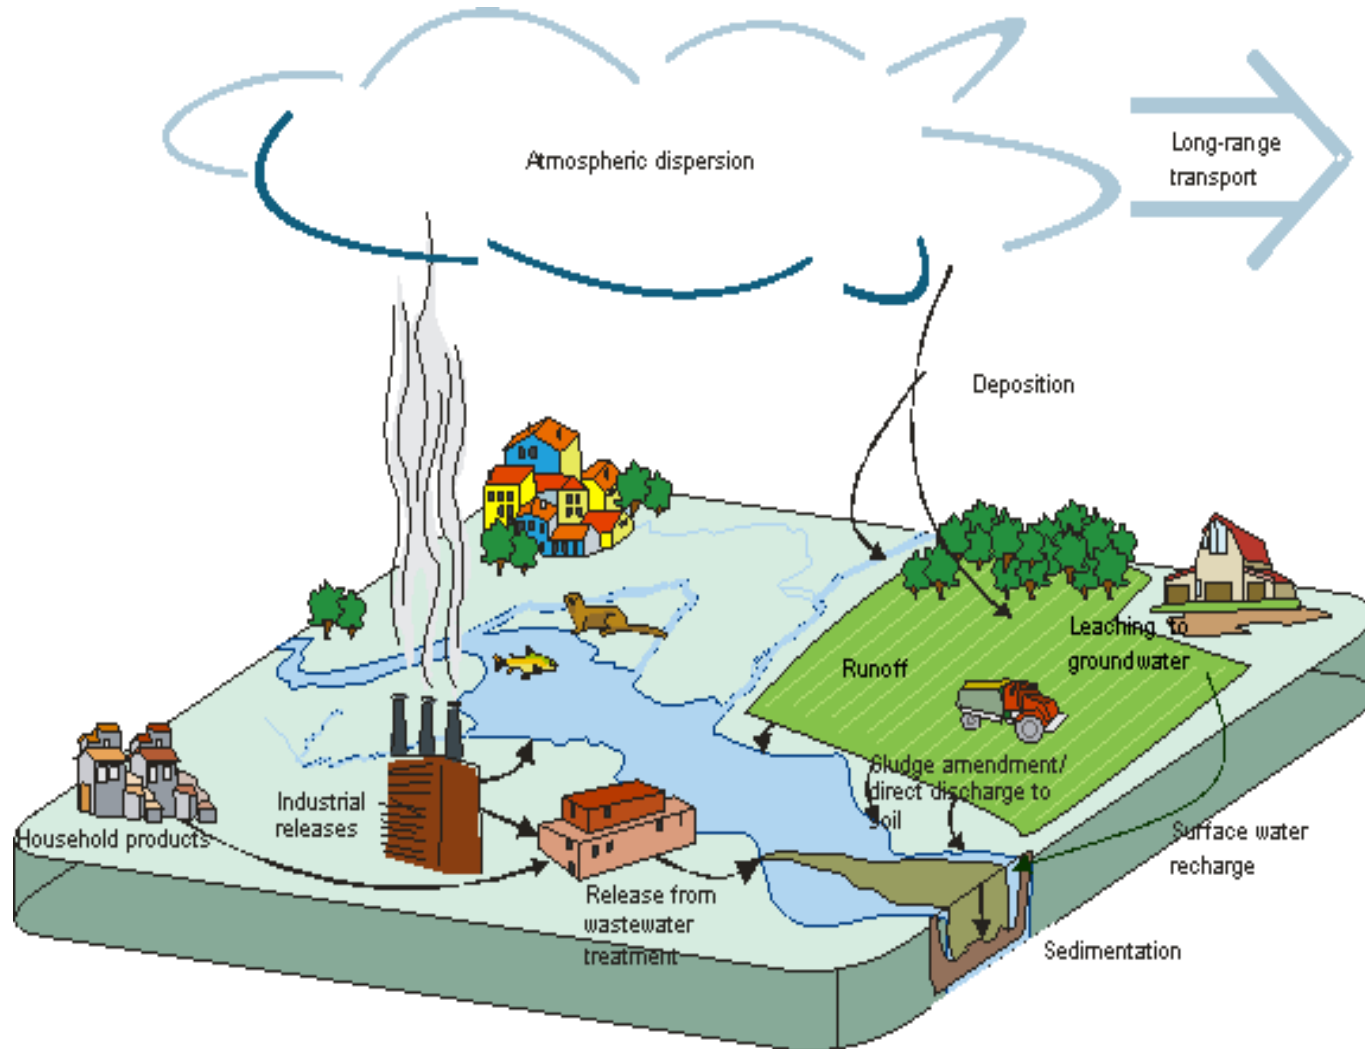 Atmospheric dispersion
Long-range
transport
Deposition
Leaching to
groundwater
Runoff
Sludge amendment/
direct discharge to
soil
Industrial
releases
Household products
Surface water
recharge
Release from
wastewater
treatment
Sedimentation